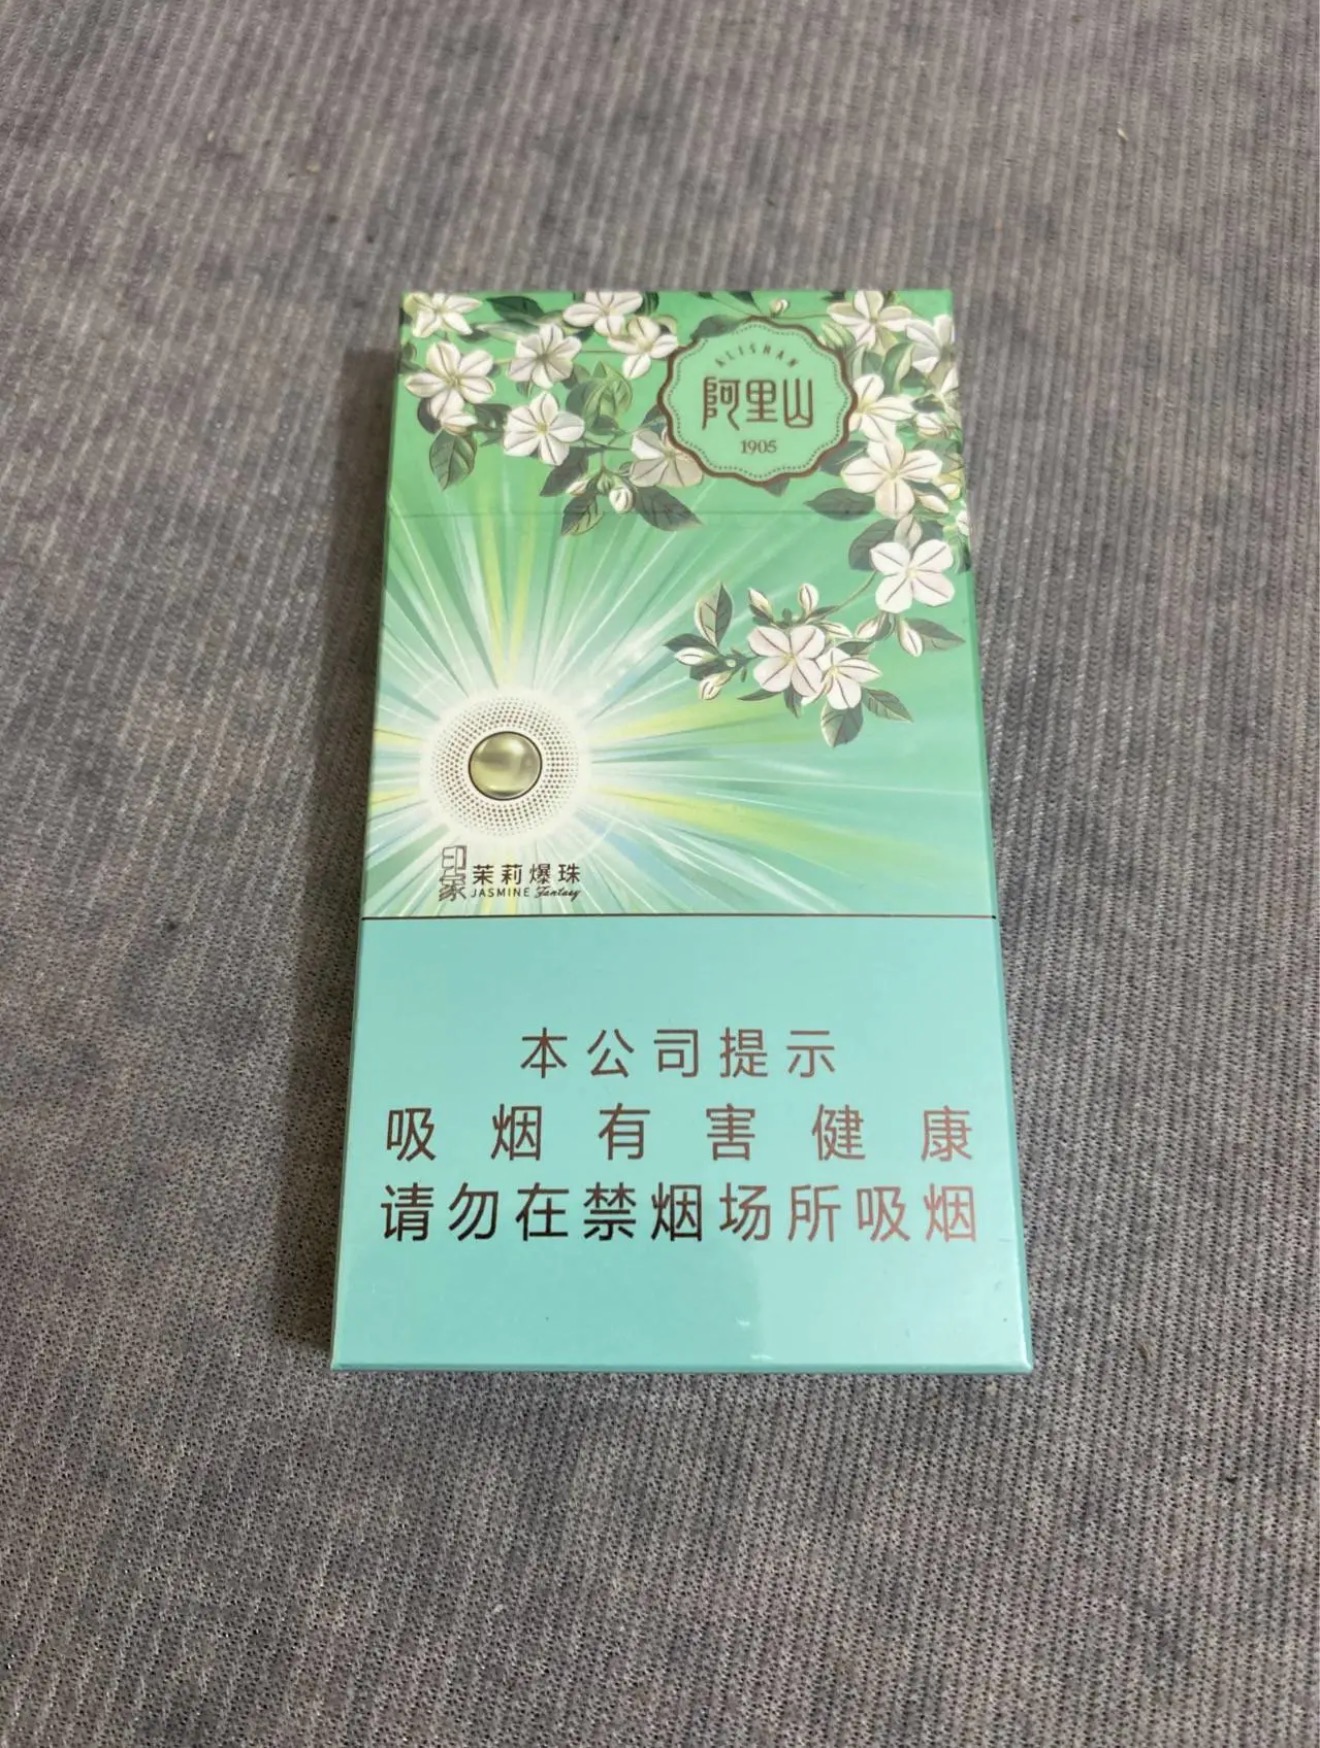 ALISHAN
阿里山
1905
印象
茉莉爆珠
JASMINE Fantasy
本公司提示
吸烟有害健康
请勿在禁烟场所吸烟